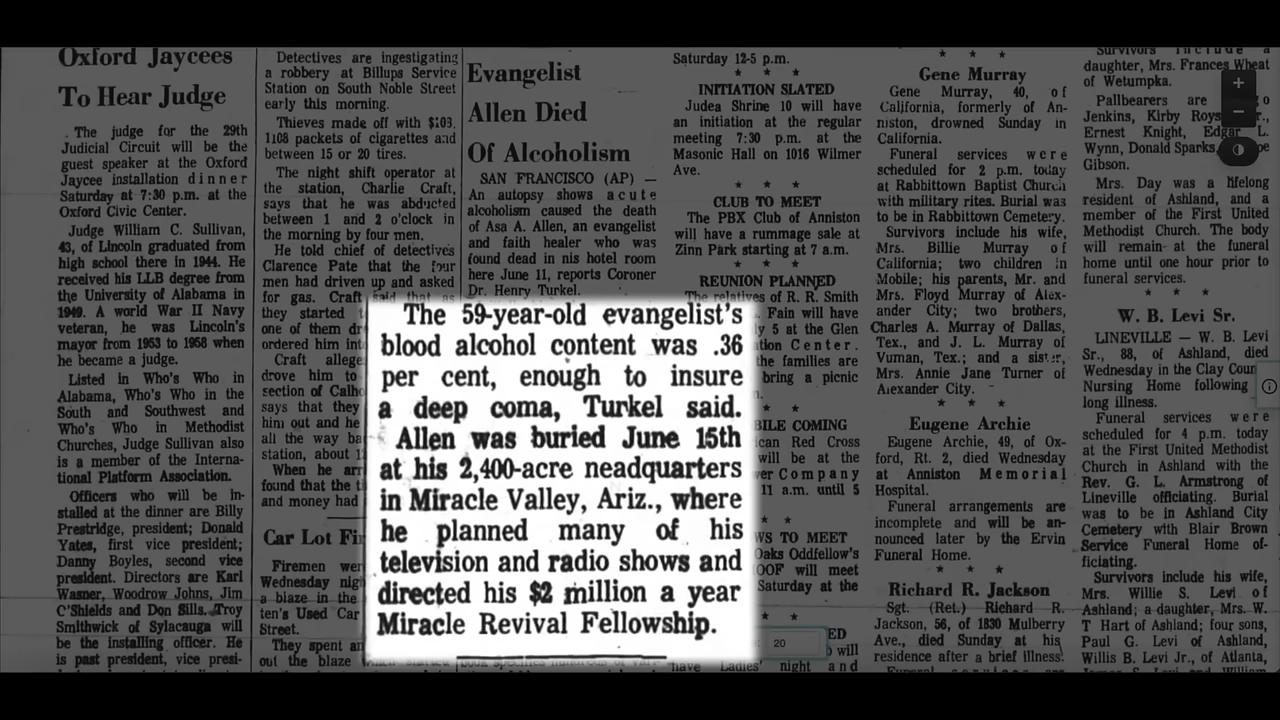 Oxford Jaycees
To Hear Judge
The judge for the 29th
Judicial Circuit will be the
guest speaker at the Oxford
Jaycee installation dinner
Saturday at 7:30 p.m. at the
Oxford Civic Center.
Judge William C. Sullivan,
43, of Lincoln graduated from
high school there in 1944. He
received his LLB degree from
the University of Alabama in
1949. A world War II Navy
veteran, he was Lincoln's
mayor from 1953 to 1958 when
he became a judge.
Listed in Who's Who in
Alabama, Who's Who in the
South and Southwest and
Who's Who in Methodist
Churches, Judge Sullivan also
is a member of the Interna-
tional Platform Association.
Officers who will be in-
stalled at the dinner are Billy
Prestridge, president; Donald
Yates, first vice president;
Danny Boyles, second vice
president. Directors are Karl
Wasner, Woodrow Johns, Jim
C'Shields and Don Sills. Troy
Smithwick of Sylacauga will
be the installing officer. He
is past president, vice presi-
Detectives are ingestigating
a robbery at Billups Service
Station on South Noble Street
early this morning.
Thieves made off with $103,
1108 packets of cigarettes and
between 15 or 20 tires.
The night shift operator at
the station, Charlie Craft,
says that he was abducted
between 1 and 2 o'clock in
the morning by four men.
He told chief of detectives
Clarence Pate that the four
men had driven up and asked
for gas. Craft said that as
they started
one of them
ordered him
Craft
drove him to
section of
says that they
him out and he
all the way
station, about
When he
found that the
and money had
Car Lot
Firemen
Wednesday
a blaze in the
Used Car
Street.
They spent
out the blaze
Evangelist
Allen Died
Of Alcoholism
SAN FRANCISCO (AP) —
An autopsy shows acute
alcoholism caused the death
of Asa A. Allen, an evangelist
and faith healer who was
found dead in nis hotel room
here June 11, reports Coroner
Dr. Henry Turkel.
The 59-year-old evangelist's
blood alcohol content was .36
per cent, enough to insure
a deep coma, Turkel said.
Allen was buried June 15th
at his 2,400-acre neadquarters
in Miracle Valley, Ariz., where
he planned many of his
television and radio shows and
directed his $2 million a year
Miracle Revival Fellowship.
Saturday 12-5 p.m.
* * *
INITIATION SLATED
Judea Shrine 10 will have
an initiation at the regular
meeting 7:30 p.m. at the
Masonic Hall on 1016 Wilmer
Ave.
* * *
CLUB TO MEET
The PBX Club of Anniston
will have a rummage sale at
Zinn Park starting at 7 a.m.
* * *
REUNION PLANNED
The relatives of R. R. Smith
Fain will have
5 at the Glen
Center.
the families are
bring a picnic
COMING
Red Cross
will be at the
Company
11 a.m. until 5
TO MEET
Oaks Oddfellow's
will meet
Saturday at the
20
will
have Ladies' night and
* * *
Gene Murray
Gene Murray, 40, of
California, formerly of An-
niston, drowned Sunday in
California.
Funeral services were
scheduled for 2 p.m. today
at Rabbittown Baptist Church
with military rites. Burial was
to be in Rabbittown Cemetery.
Survivors include his wife,
Mrs. Billie Murray of
California; two children in
Mobile; his parents, Mr. and
Mrs. Floyd Murray of Alex-
ander City; two brothers,
Charles A. Murray of Dallas,
Tex., and J. L. Murray of
Vuman, Tex.; and a sister,
Mrs. Annie Jane Turner of
Alexander City.
* * *
Eugene Archie
Eugene Archie, 49, of Ox-
ford, Rt. 2, died Wednesday
at Anniston Memorial
Hospital.
Funeral arrangements are
incomplete and will be an-
nounced later by the Ervin
Funeral Home.
* * *
Richard R. Jackson
Sgt. (Ret.) Richard R.
Jackson, 56, of 1830 Mulberry
Ave., died Sunday at his
residence after a brief illness.
Survivors include a
daughter, Mrs. Frances Wheat
of Wetumpka.
Pallbearers are
Jenkins, Kirby
Ernest Knight, Edgar L.
Wynn, Donald Sparks,
Gibson.
Mrs. Day was a lifelong
resident of Ashland, and a
member of the First United
Methodist Church. The body
will remain at the funeral
home until one hour prior to
funeral services.
* * *
W. B. Levi Sr.
LINEVILLE — W. B. Levi
Sr., 88, of Ashland, died
Wednesday in the Clay
Nursing Home following
long illness.
Funeral services were
scheduled for 4 p.m. today
at the First United Methodist
Church in Ashland with the
Rev. G. L. Armstrong of
Lineville officiating. Burial
was to be in Ashland City
Cemetery with Blair Brown
Service Funeral Home of-
ficiating.
Survivors include his wife,
Mrs. Willie S. Levi of
Ashland; a daughter, Mrs. W.
T Hart of Ashland; four sons,
Paul G. Levi of Ashland,
Willis B. Levi Jr., of Atlanta,